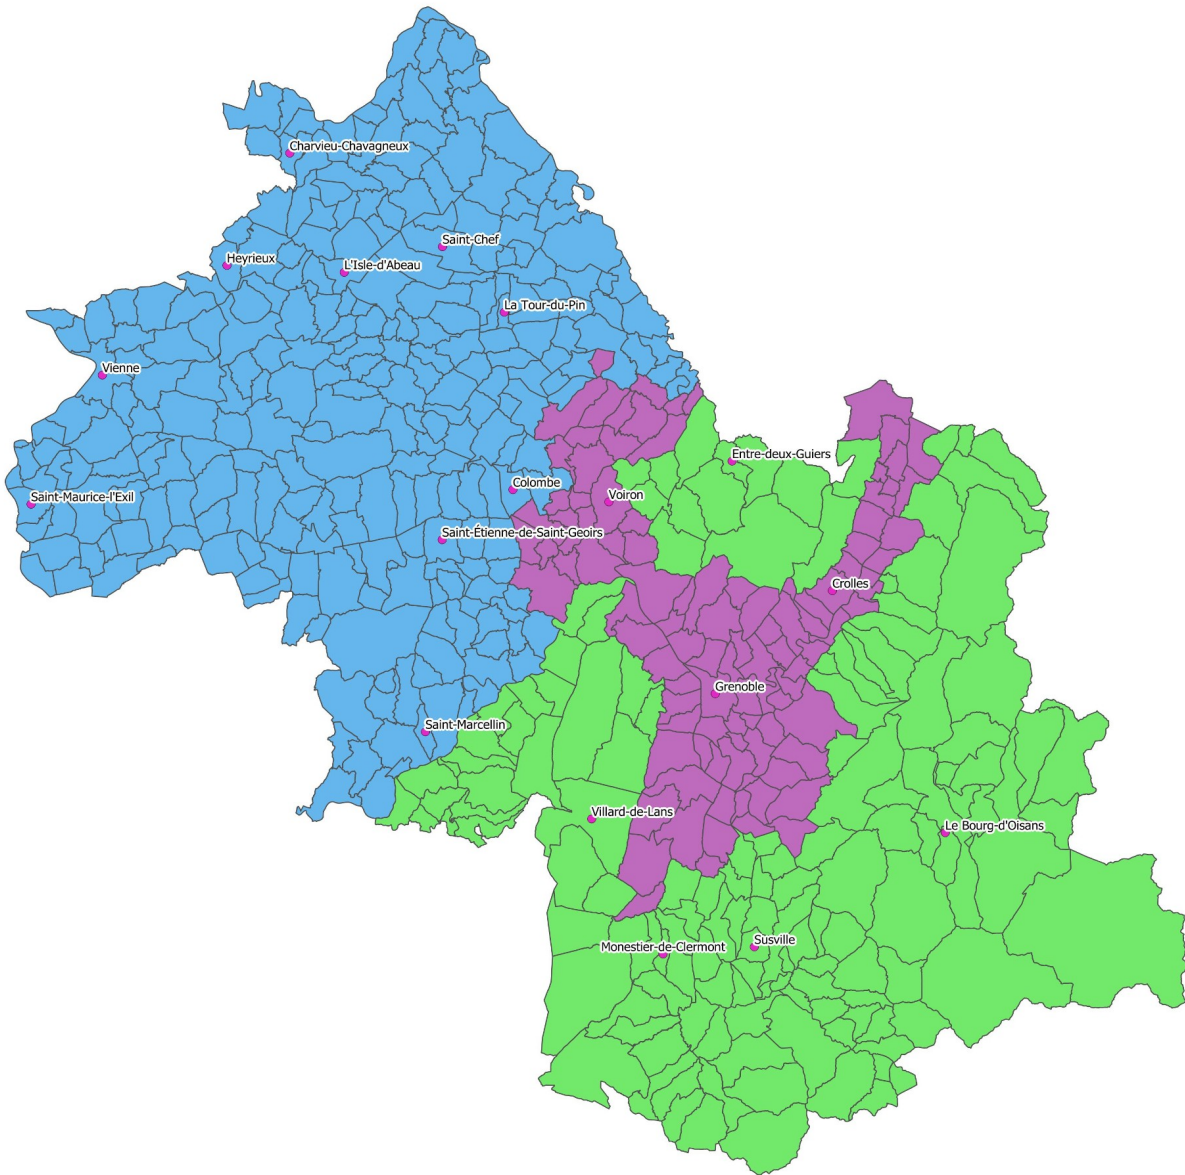 Charvieu-Chavagneux
Saint-Chef
Heyrieux
L'Isle-d'Abeau
La Tour-du-Pin
Vienne
Entre-deux-Guiers
Colombe
Saint-Maurice-l'Exil
Voiron
Saint-Étienne-de-Saint-Geoirs
Crolles
Grenoble
Saint-Marcellin
Villard-de-Lans
Le Bourg-d'Oisans
Susville
Monestier-de-Clermont